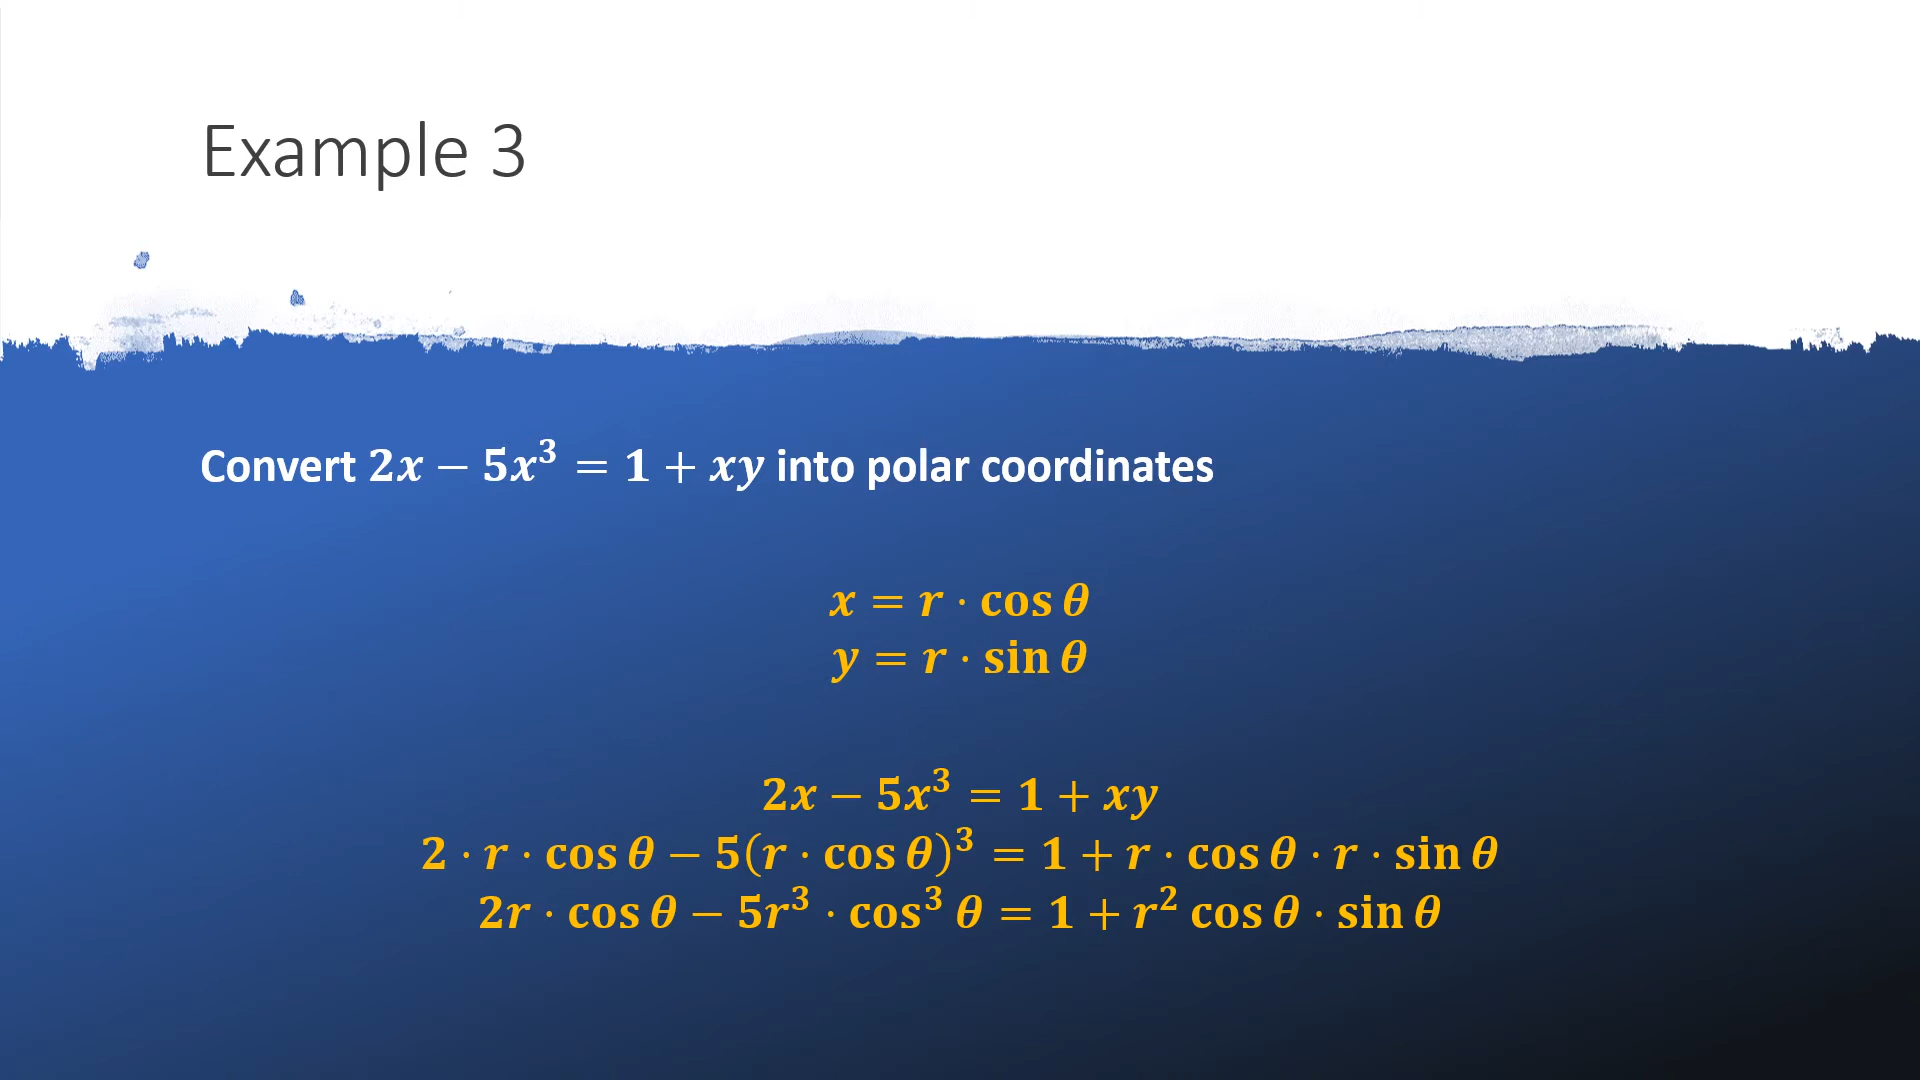 Example 3
Convert 2x − 5x³ = 1 + xy into polar coordinates
x = r · cos θ
y = r · sin θ
2x − 5x³ = 1 + xy
2 · r · cos θ − 5(r · cos θ)³ = 1 + r · cos θ · r · sin θ
2r · cos θ − 5r³ · cos³ θ = 1 + r² cos θ · sin θ